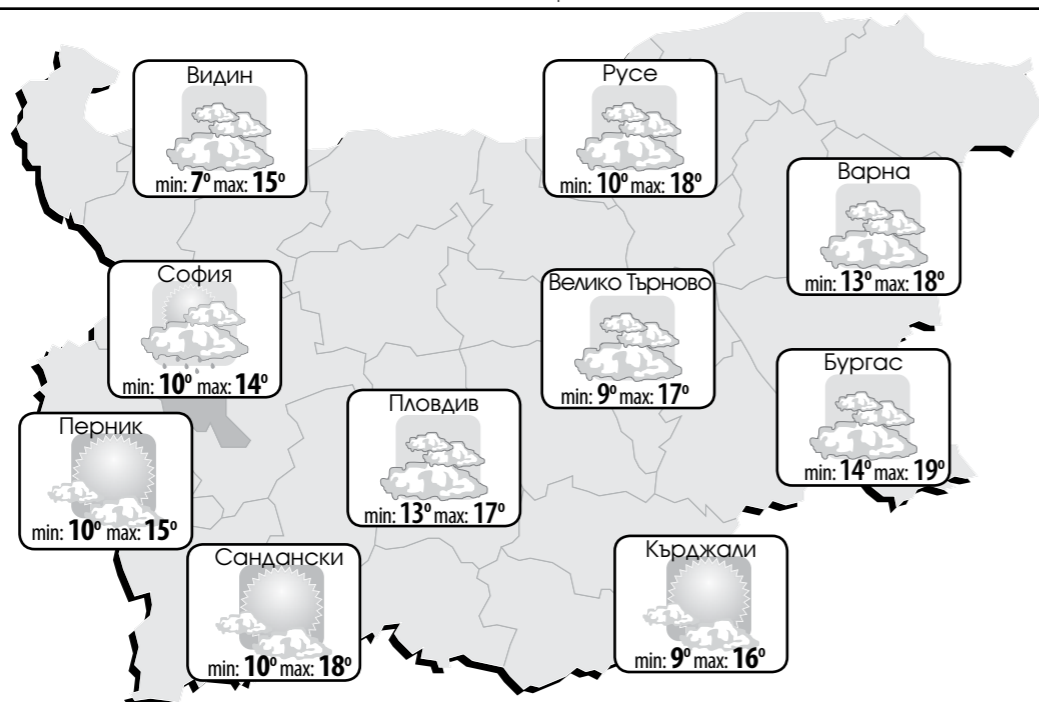 Видин
min: 7° max: 15°
Русе
min: 10° max: 18°
Варна
min: 13° max: 18°
София
min: 10° max: 14°
Велико Търново
min: 9° max: 17°
Бургас
min: 14° max: 19°
Пловдив
min: 13° max: 17°
Перник
min: 10° max: 15°
Сандански
min: 10° max: 18°
Кърджали
min: 9° max: 16°